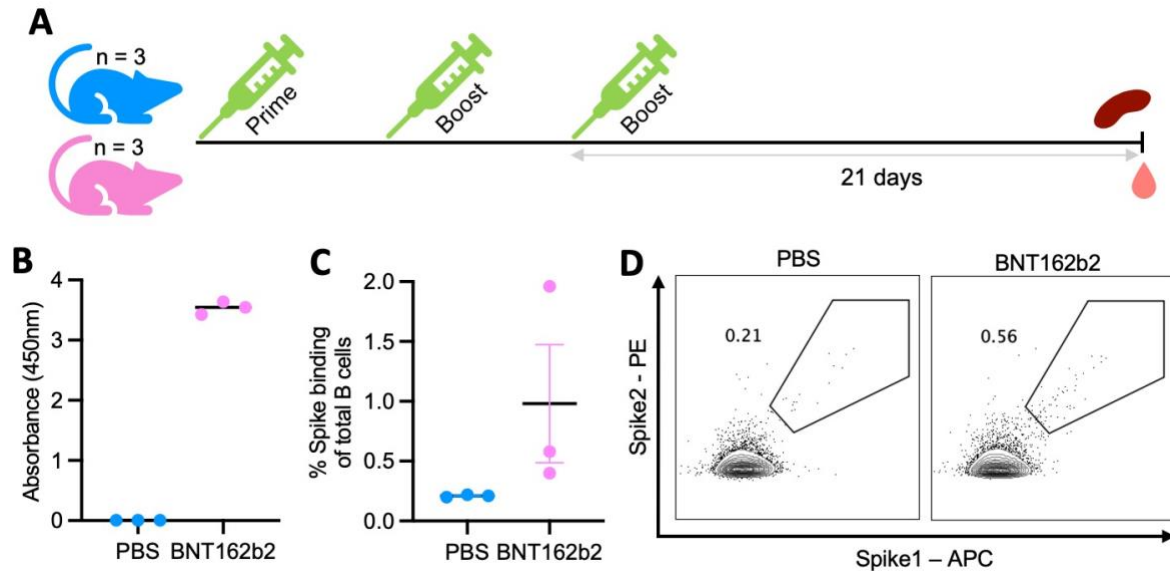 A
n = 3
n = 3
Prime
Boost
Boost
21 days
B
Absorbance (450nm)
4
3
2
1
0
PBS
BNT162b2
C
% Spike binding
of total B cells
2.0
1.5
1.0
0.5
0.0
PBS
BNT162b2
D
PBS
BNT162b2
0.21
0.56
Spike2 - PE
Spike1 – APC